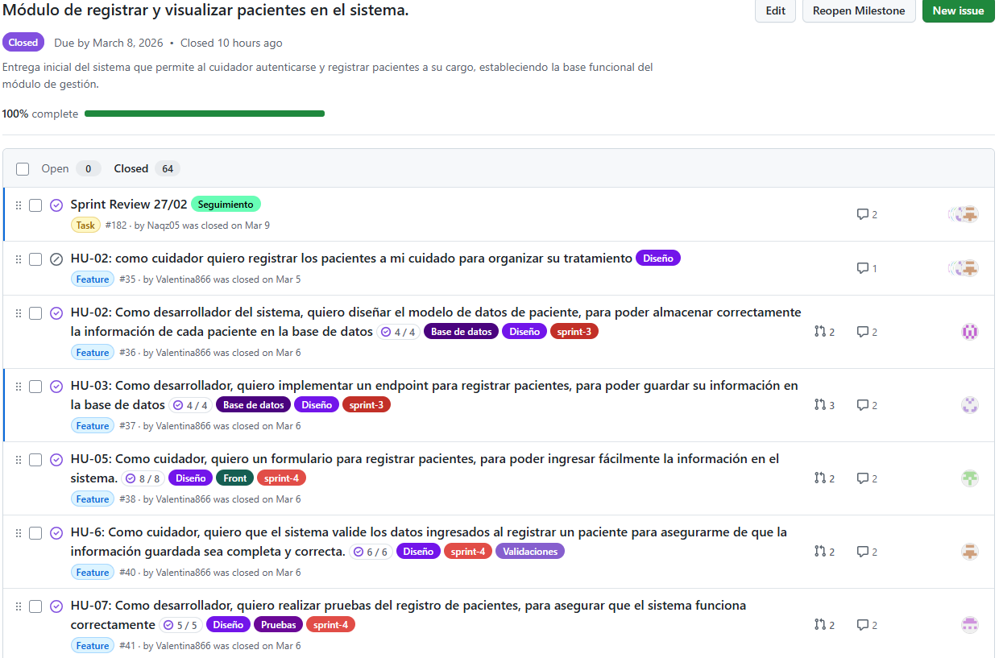 Módulo de registrar y visualizar pacientes en el sistema.
Edit
Reopen Milestone
New issue
Closed
Due by March 8, 2026 • Closed 10 hours ago
Entrega inicial del sistema que permite al cuidador autenticarse y registrar pacientes a su cargo, estableciendo la base funcional del
módulo de gestión.
100% complete
Open 0 Closed 64
Sprint Review 27/02 Seguimiento
2
Task #182 · by Naqz05 was closed on Mar 9
HU-02: como cuidador quiero registrar los pacientes a mi cuidado para organizar su tratamiento Diseño
1
Feature #35 · by Valentina866 was closed on Mar 5
HU-02: Como desarrollador del sistema, quiero diseñar el modelo de datos de paciente, para poder almacenar correctamente
la información de cada paciente en la base de datos 4 / 4 Base de datos Diseño sprint-3
2 2
Feature #36 · by Valentina866 was closed on Mar 6
HU-03: Como desarrollador, quiero implementar un endpoint para registrar pacientes, para poder guardar su información en
la base de datos 4 / 4 Base de datos Diseño sprint-3
3 2
Feature #37 · by Valentina866 was closed on Mar 6
HU-05: Como cuidador, quiero un formulario para registrar pacientes, para poder ingresar fácilmente la información en el
sistema. 8 / 8 Diseño Front sprint-4
2 2
Feature #38 · by Valentina866 was closed on Mar 6
HU-6: Como cuidador, quiero que el sistema valide los datos ingresados al registrar un paciente para asegurarme de que la
información guardada sea completa y correcta. 6 / 6 Diseño sprint-4 Validaciones
2 2
Feature #40 · by Valentina866 was closed on Mar 6
HU-07: Como desarrollador, quiero realizar pruebas del registro de pacientes, para asegurar que el sistema funciona
correctamente 5 / 5 Diseño Pruebas sprint-4
2 2
Feature #41 · by Valentina866 was closed on Mar 6